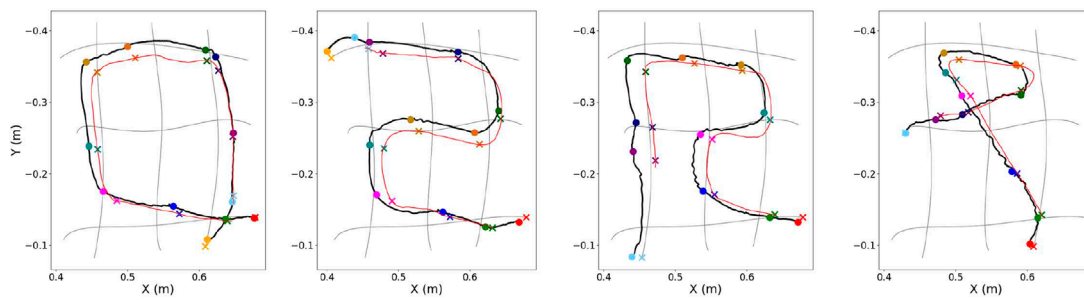 −0.4 −0.4 −0.4 −0.4
−0.3 −0.3 −0.3 −0.3
Y (m)
−0.2 −0.2 −0.2 −0.2
−0.1 −0.1 −0.1 −0.1
0.4 0.5 0.6 0.4 0.5 0.6 0.4 0.5 0.6 0.4 0.5 0.6
X (m) X (m) X (m) X (m)